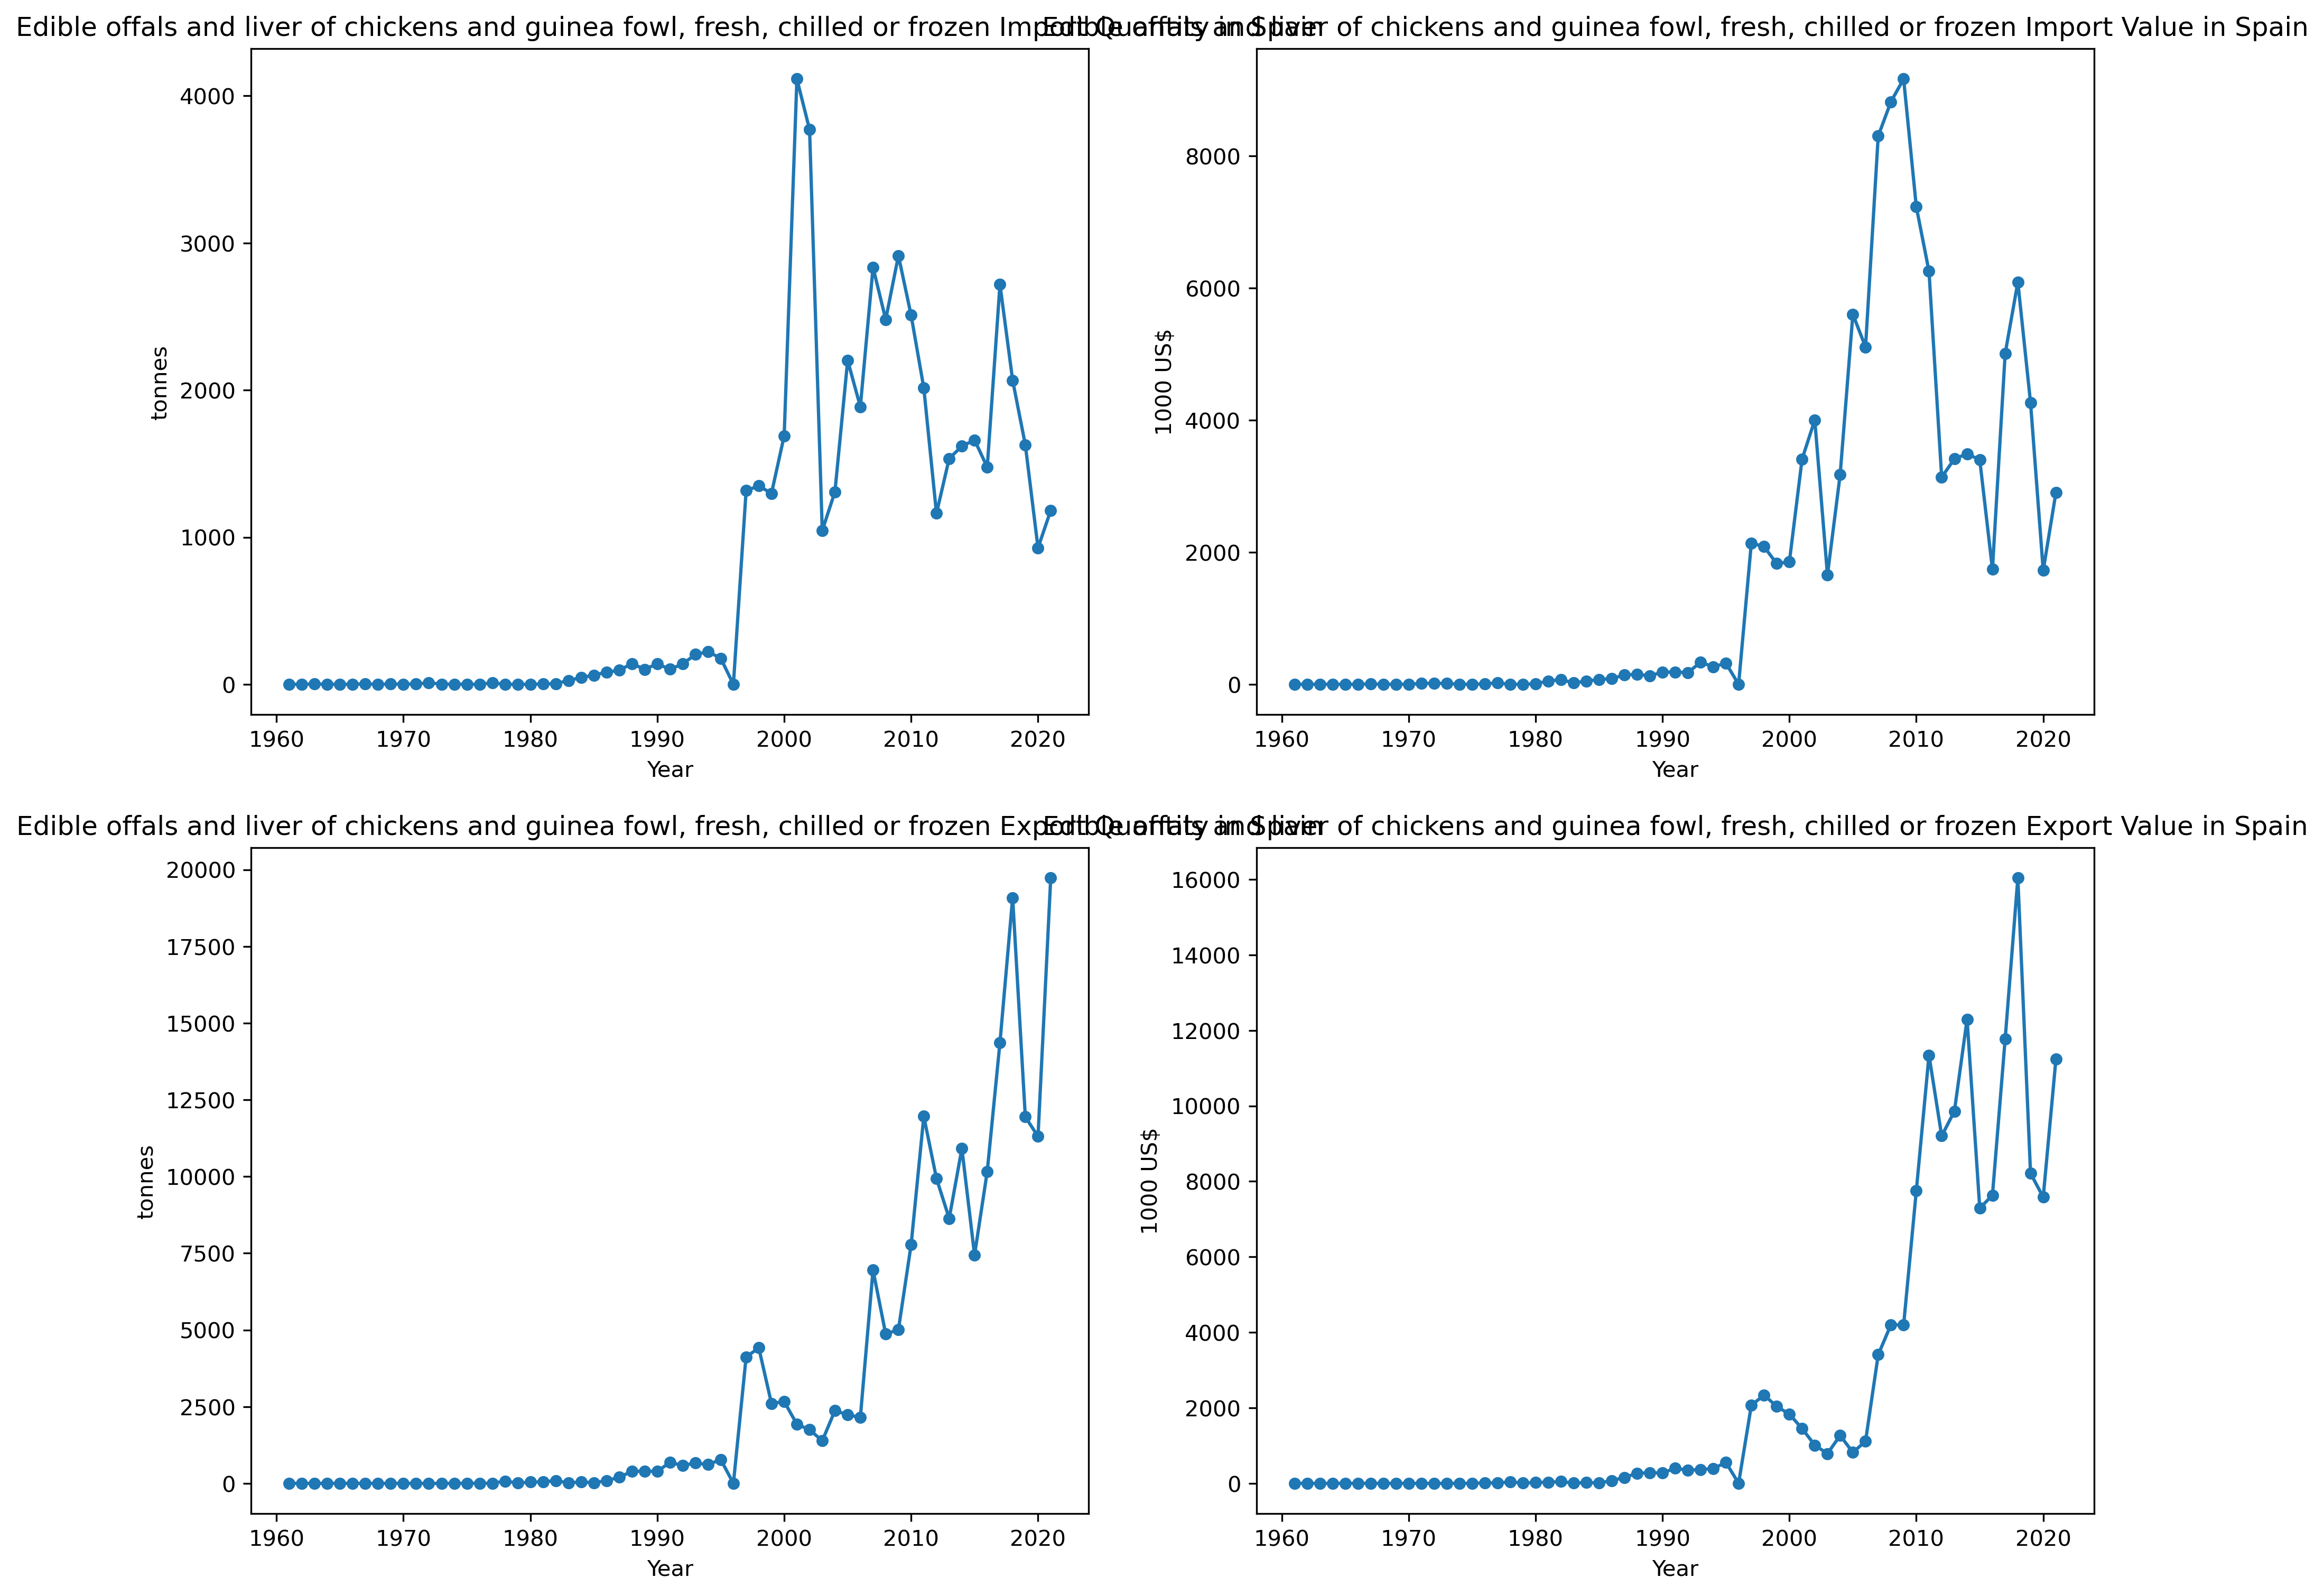 Edible offals and liver of chickens and guinea fowl, fresh, chilled or frozen Import Quantity in Spain
Edible offals and liver of chickens and guinea fowl, fresh, chilled or frozen Import Value in Spain
4000
3000
2000
1000
0
tonnes
1960 1970 1980 1990 2000 2010 2020
Year
8000
6000
4000
2000
0
1000 US$
1960 1970 1980 1990 2000 2010 2020
Year
Edible offals and liver of chickens and guinea fowl, fresh, chilled or frozen Export Quantity in Spain
Edible offals and liver of chickens and guinea fowl, fresh, chilled or frozen Export Value in Spain
20000
17500
15000
12500
10000
7500
5000
2500
0
tonnes
1960 1970 1980 1990 2000 2010 2020
Year
16000
14000
12000
10000
8000
6000
4000
2000
0
1000 US$
1960 1970 1980 1990 2000 2010 2020
Year